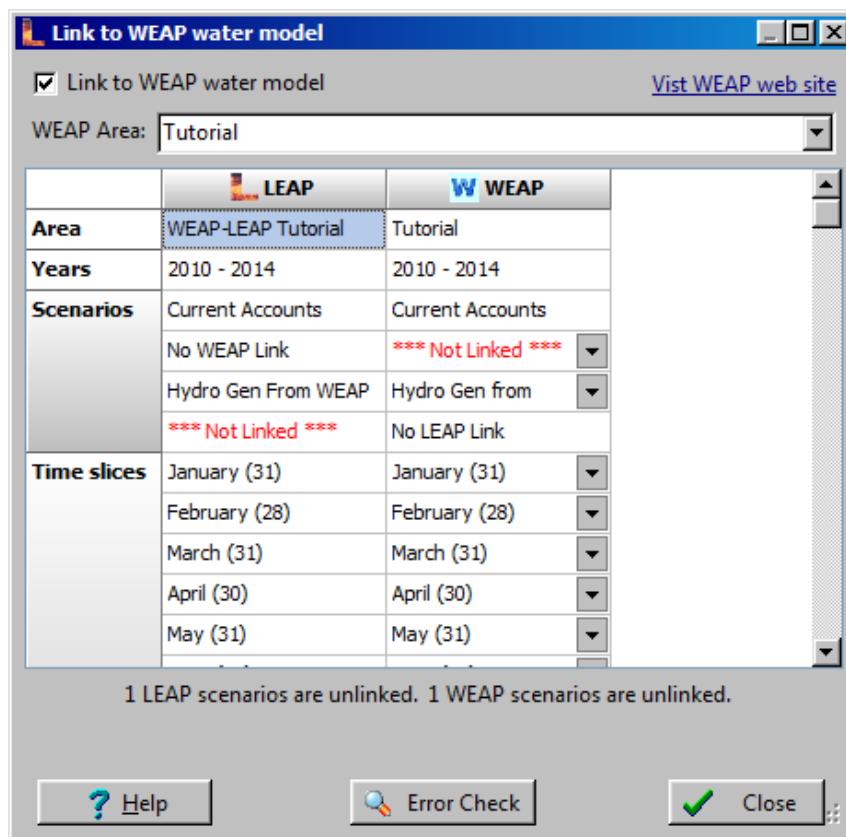 Link to WEAP water model
Link to WEAP water model Vist WEAP web site
WEAP Area: Tutorial
LEAP WEAP
Area WEAP-LEAP Tutorial Tutorial
Years 2010 - 2014 2010 - 2014
Scenarios Current Accounts Current Accounts
No WEAP Link *** Not Linked ***
Hydro Gen From WEAP Hydro Gen from
*** Not Linked *** No LEAP Link
Time slices January (31) January (31)
February (28) February (28)
March (31) March (31)
April (30) April (30)
May (31) May (31)
1 LEAP scenarios are unlinked. 1 WEAP scenarios are unlinked.
Help Error Check Close